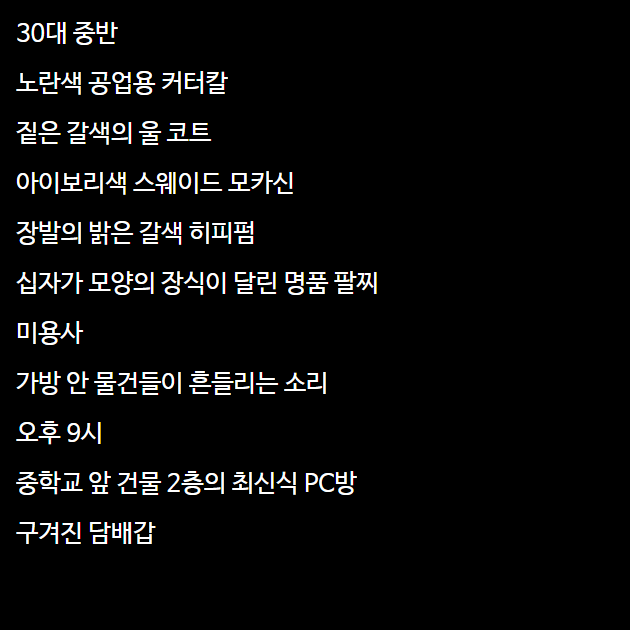 30대 중반
노란색 공업용 커터칼
짙은 갈색의 울 코트
아이보리색 스웨이드 모카신
장발의 밝은 갈색 히피펌
십자가 모양의 장식이 달린 명품 팔찌
미용사
가방 안 물건들이 흔들리는 소리
오후 9시
중학교 앞 건물 2층의 최신식 PC방
구겨진 담배갑